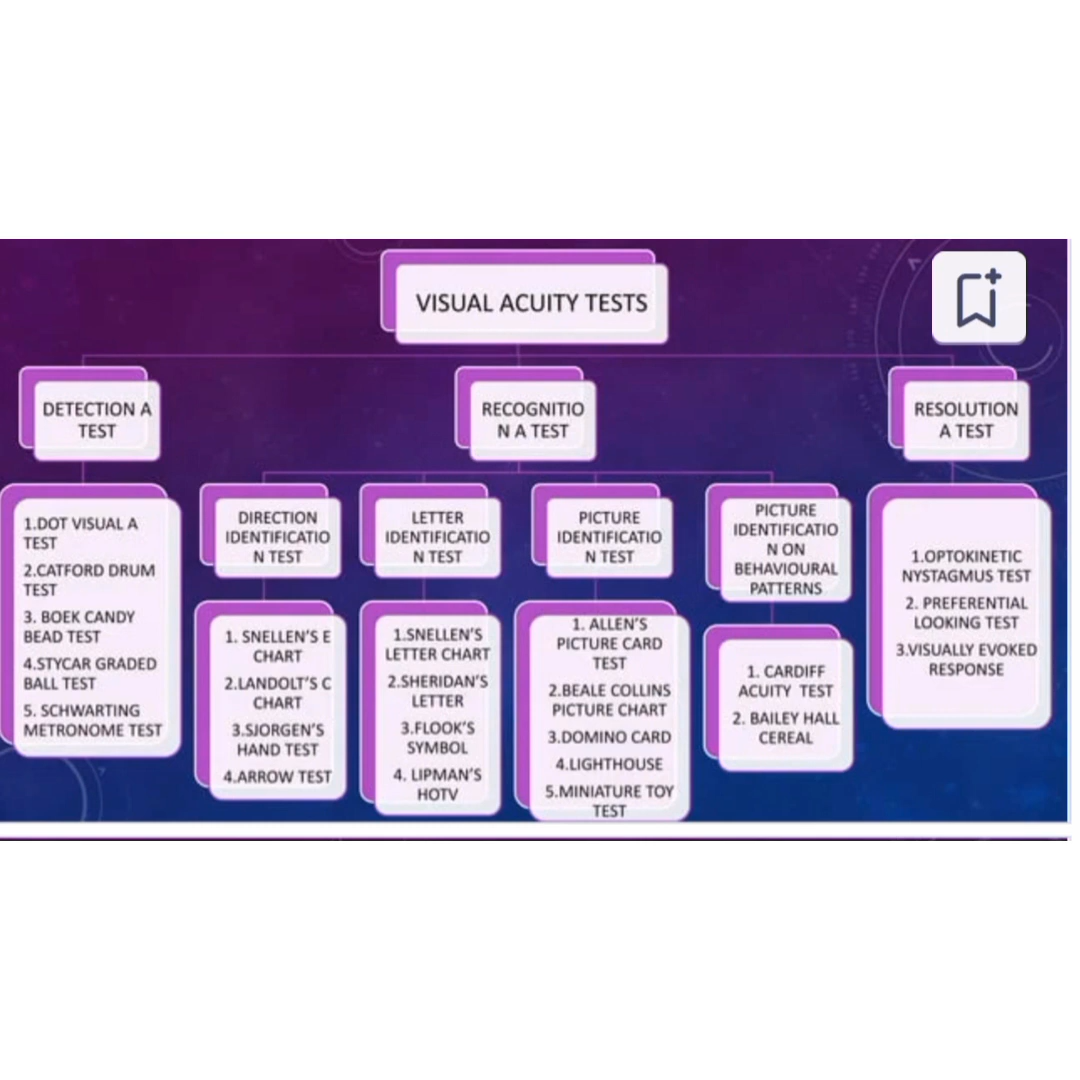 VISUAL ACUITY TESTS
DETECTION A
TEST
1.DOT VISUAL A
TEST
2.CATFORD DRUM
TEST
3. BOEK CANDY
BEAD TEST
4.STYCAR GRADED
BALL TEST
5. SCHWARTING
METRONOME TEST
RECOGNITIO
N A TEST
DIRECTION
IDENTIFICATIO
N TEST
1. SNELLEN'S E
CHART
2.LANDOLT'S C
CHART
3.SJORGEN'S
HAND TEST
4.ARROW TEST
LETTER
IDENTIFICATIO
N TEST
1.SNELLEN'S
LETTER CHART
2.SHERIDAN'S
LETTER
3.FLOOK'S
SYMBOL
4. LIPMAN'S
HOTV
PICTURE
IDENTIFICATIO
N TEST
1. ALLEN'S
PICTURE CARD
TEST
2.BEALE COLLINS
PICTURE CHART
3.DOMINO CARD
4.LIGHTHOUSE
5.MINIATURE TOY
TEST
PICTURE
IDENTIFICATIO
N ON
BEHAVIOURAL
PATTERNS
1. CARDIFF
ACUITY TEST
2. BAILEY HALL
CEREAL
RESOLUTION
A TEST
1.OPTOKINETIC
NYSTAGMUS TEST
2. PREFERENTIAL
LOOKING TEST
3.VISUALLY EVOKED
RESPONSE